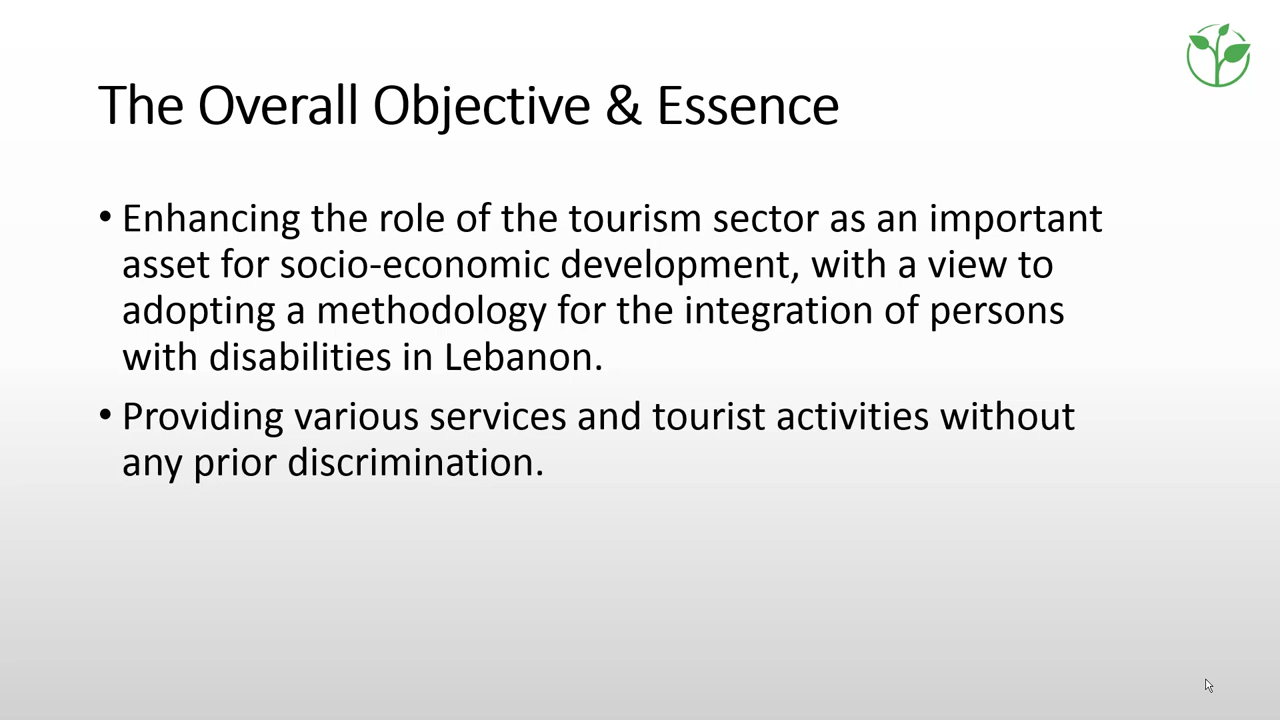 The Overall Objective & Essence
• Enhancing the role of the tourism sector as an important
asset for socio-economic development, with a view to
adopting a methodology for the integration of persons
with disabilities in Lebanon.
• Providing various services and tourist activities without
any prior discrimination.